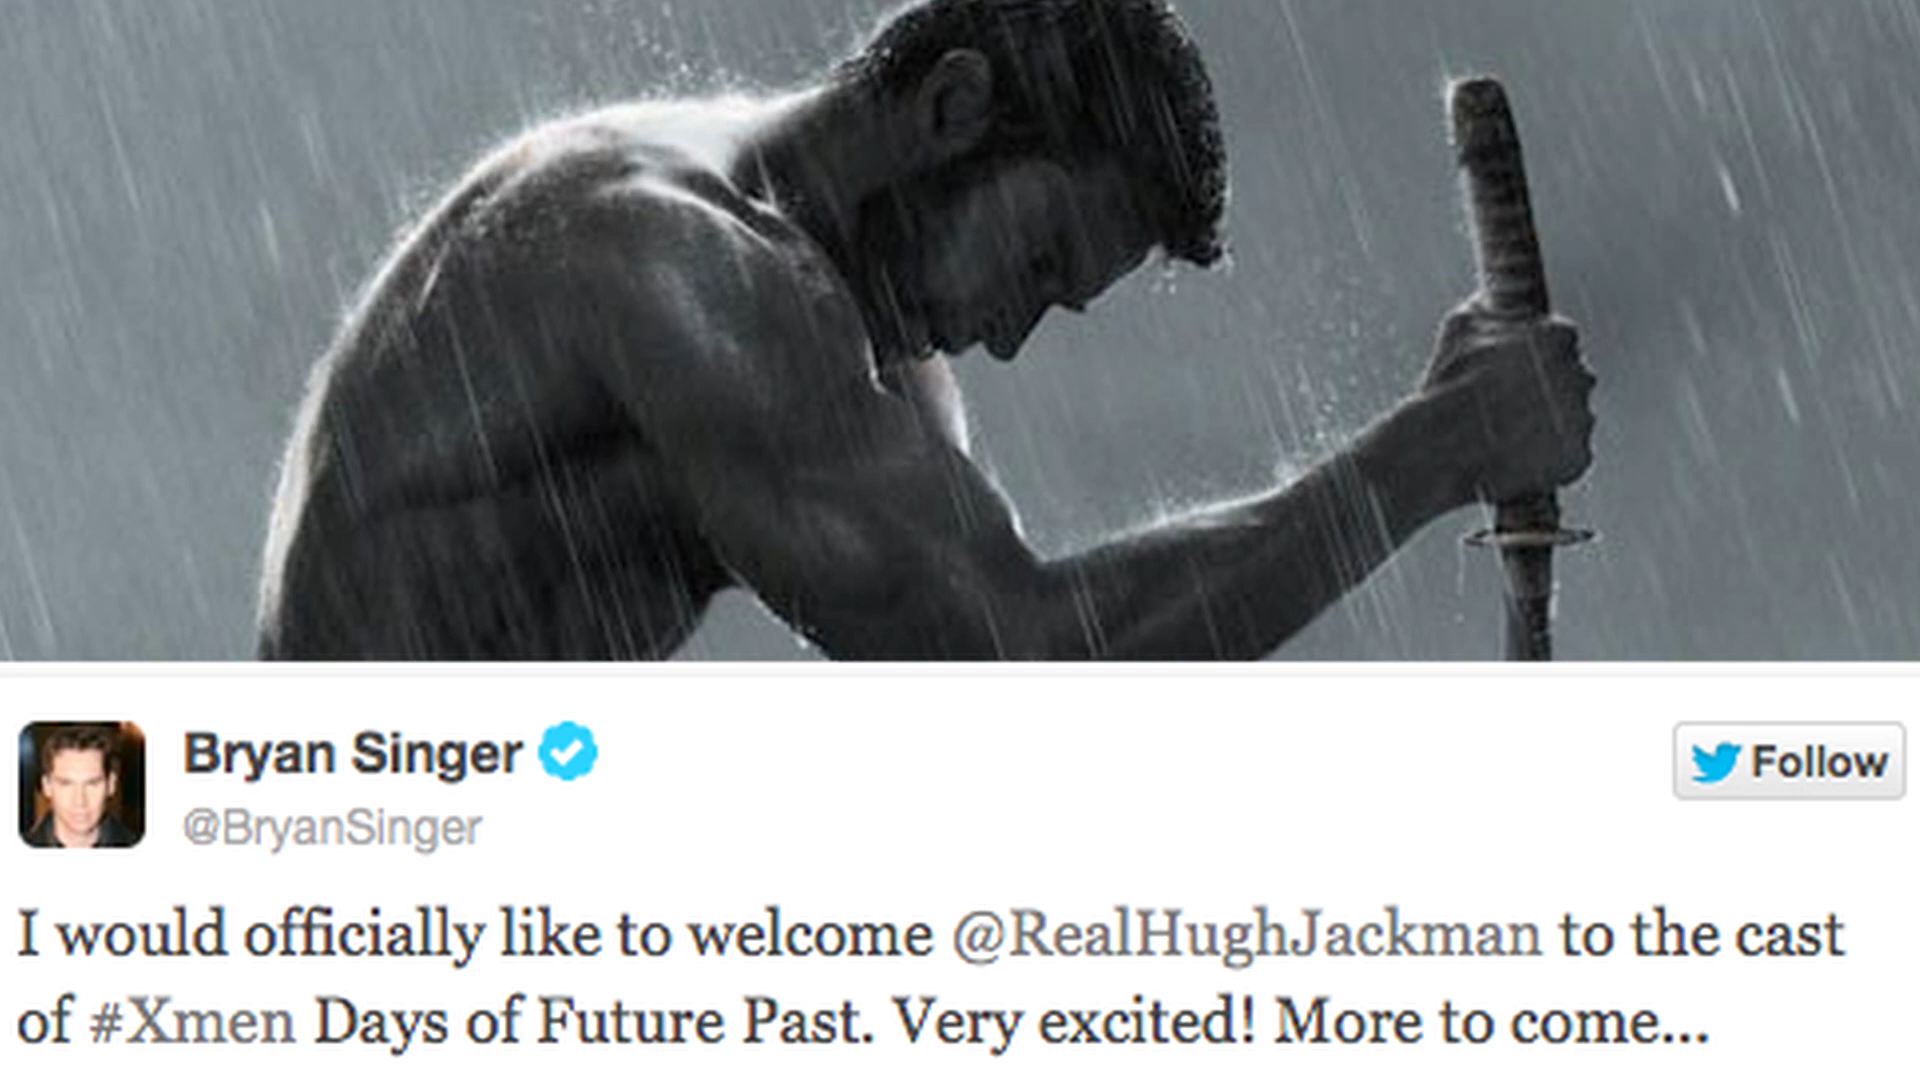 Bryan Singer
Follow
@BryanSinger
I would officially like to welcome @RealHughJackman to the cast
of #Xmen Days of Future Past. Very excited! More to come...